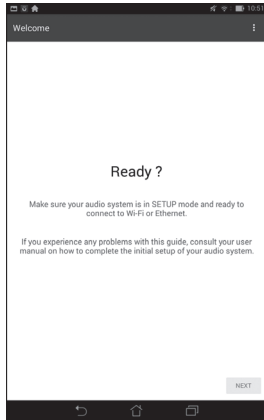 10:51
Welcome
Ready ?
Make sure your audio system is in SETUP mode and ready to
connect to Wi-Fi or Ethernet.
If you experience any problems with this guide, consult your user
manual on how to complete the initial setup of your audio system.
NEXT